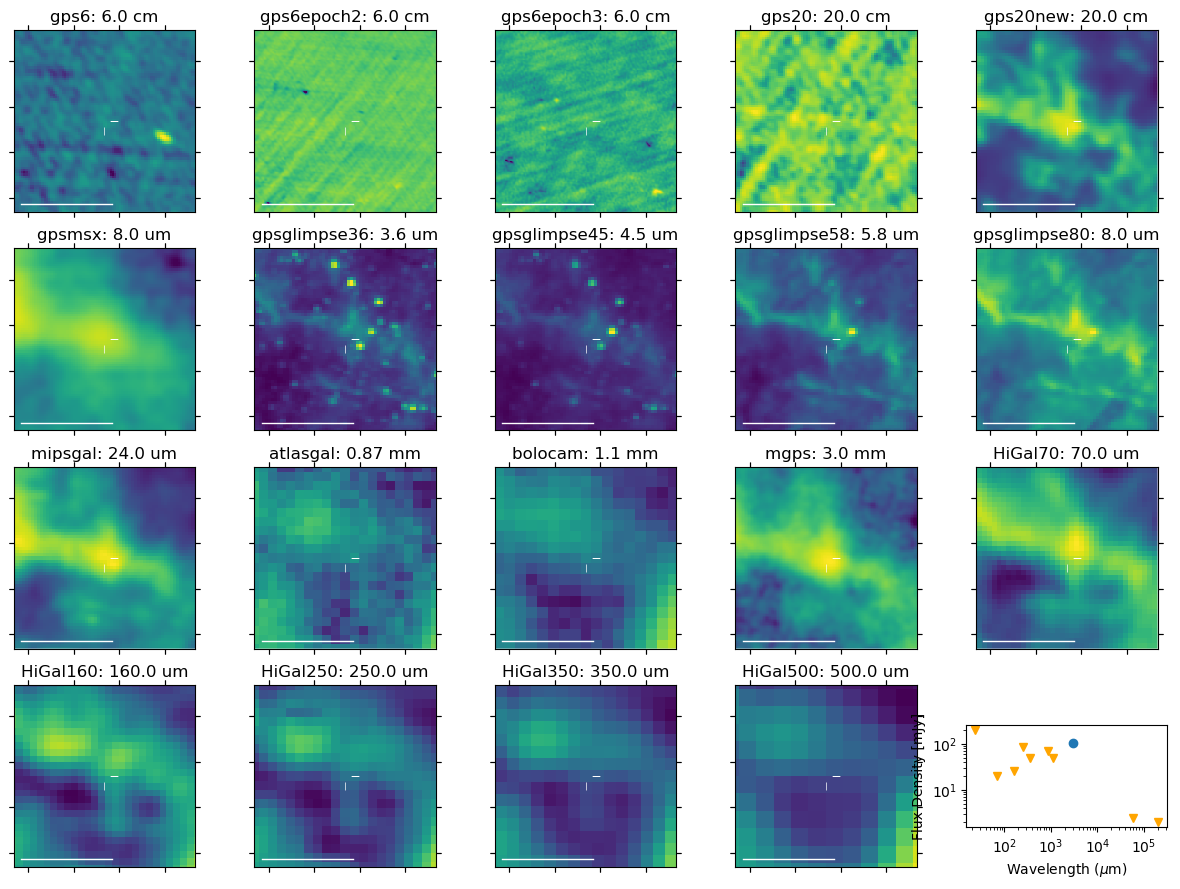 gps6: 6.0 cm
gps6epoch2: 6.0 cm
gps6epoch3: 6.0 cm
gps20: 20.0 cm
gps20new: 20.0 cm
gpsmsx: 8.0 um
gpsglimpse36: 3.6 um
gpsglimpse45: 4.5 um
gpsglimpse58: 5.8 um
gpsglimpse80: 8.0 um
mipsgal: 24.0 um
atlasgal: 0.87 mm
bolocam: 1.1 mm
mgps: 3.0 mm
HiGal70: 70.0 um
HiGal160: 160.0 um
HiGal250: 250.0 um
HiGal350: 350.0 um
HiGal500: 500.0 um
Flux Density [mJy]
10²
10¹
10² 10³ 10⁴ 10⁵
Wavelength (μm)